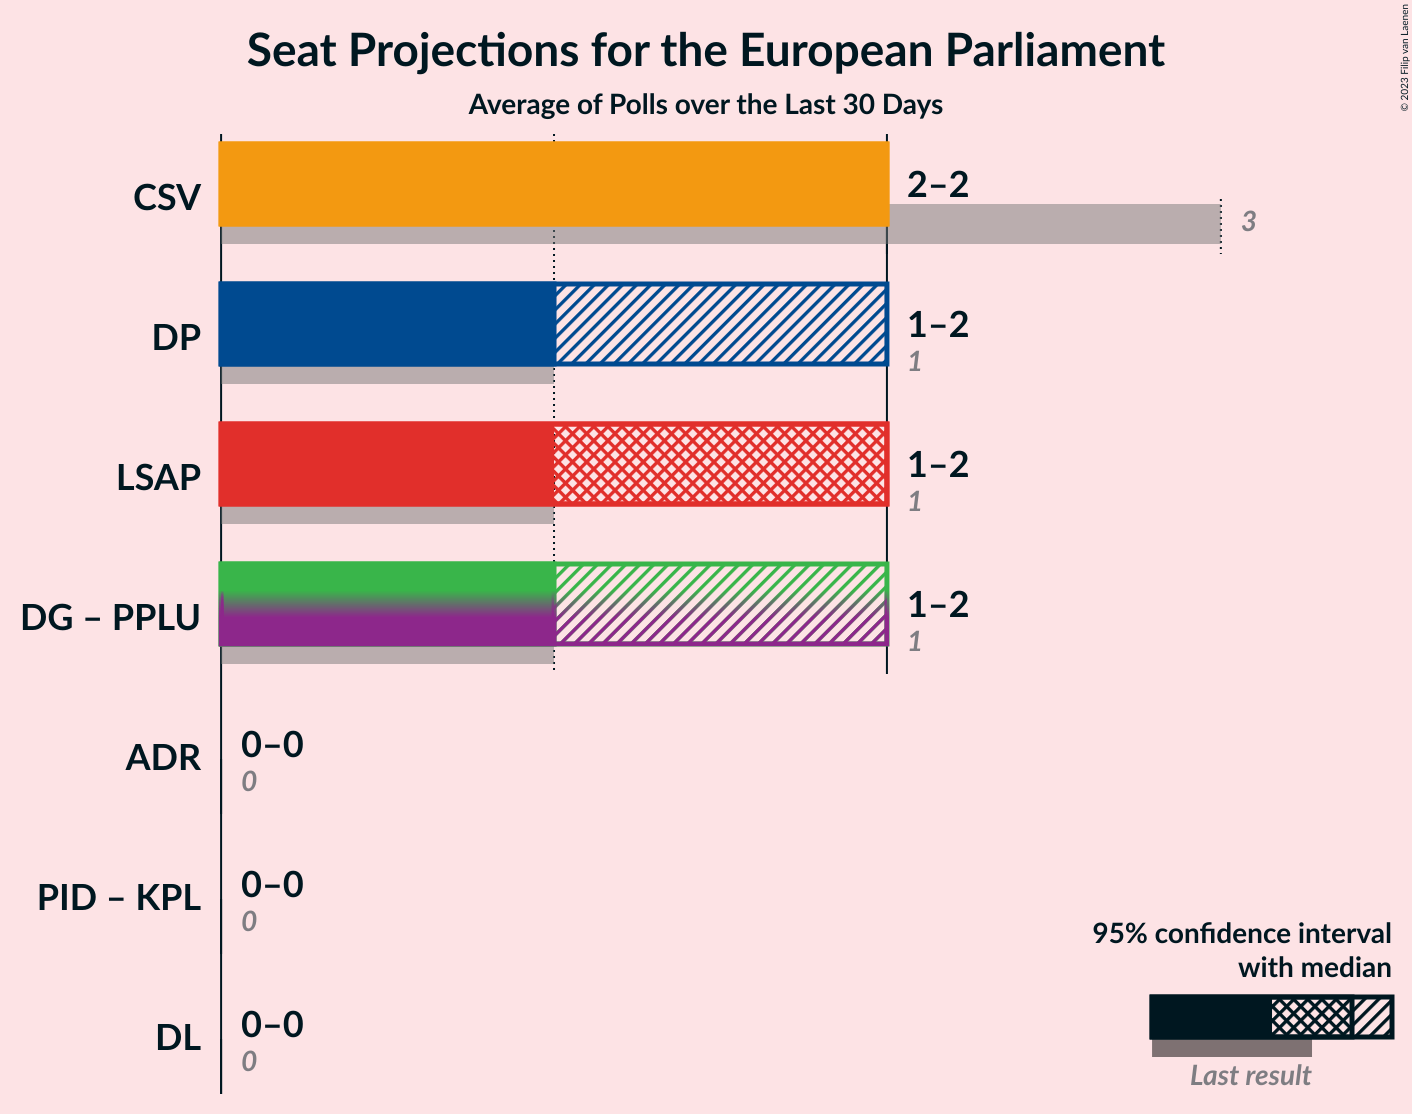 Seat Projections for the European Parliament
Average of Polls over the Last 30 Days
© 2023 Filip van Laenen
CSV
2–2
3
DP
1–2
1
LSAP
1–2
1
DG – PPLU
1–2
1
ADR
0–0
0
PID – KPL
0–0
0
DL
0–0
0
95% confidence interval
with median
Last result